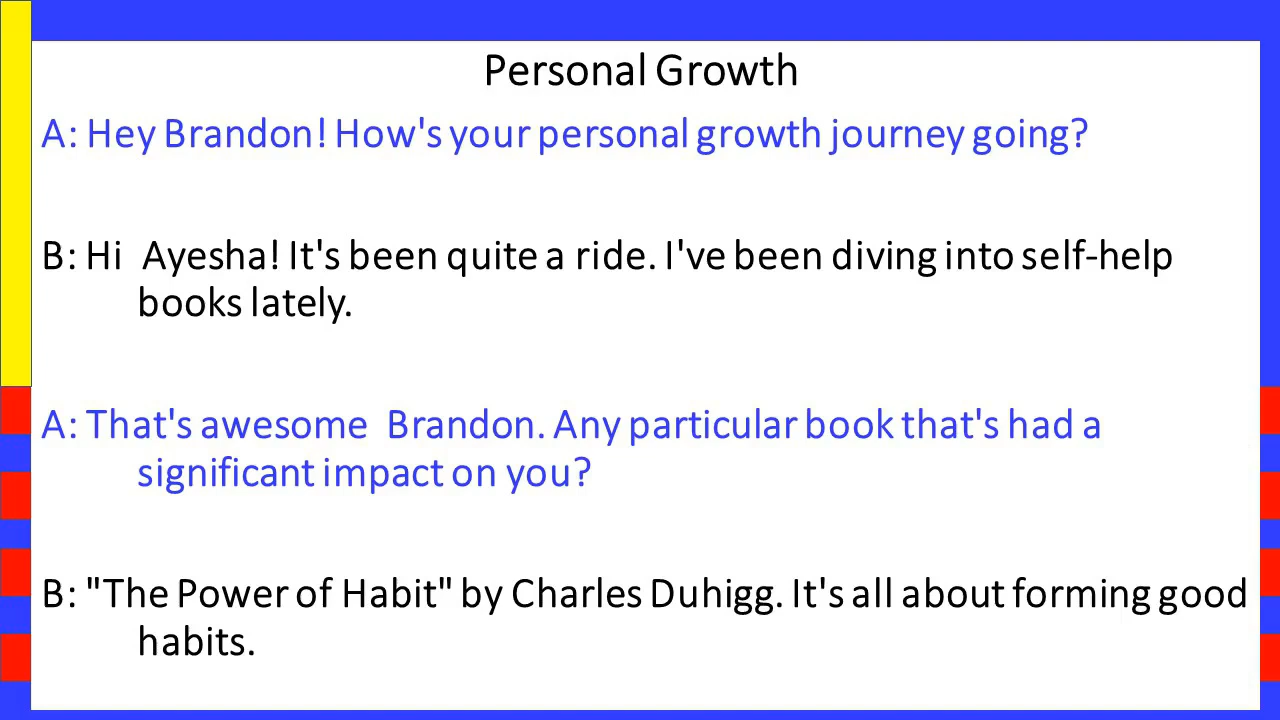 Personal Growth
A: Hey Brandon! How's your personal growth journey going?
B: Hi  Ayesha! It's been quite a ride. I've been diving into self-help
books lately.
A: That's awesome  Brandon. Any particular book that's had a
significant impact on you?
B: "The Power of Habit" by Charles Duhigg. It's all about forming good
habits.